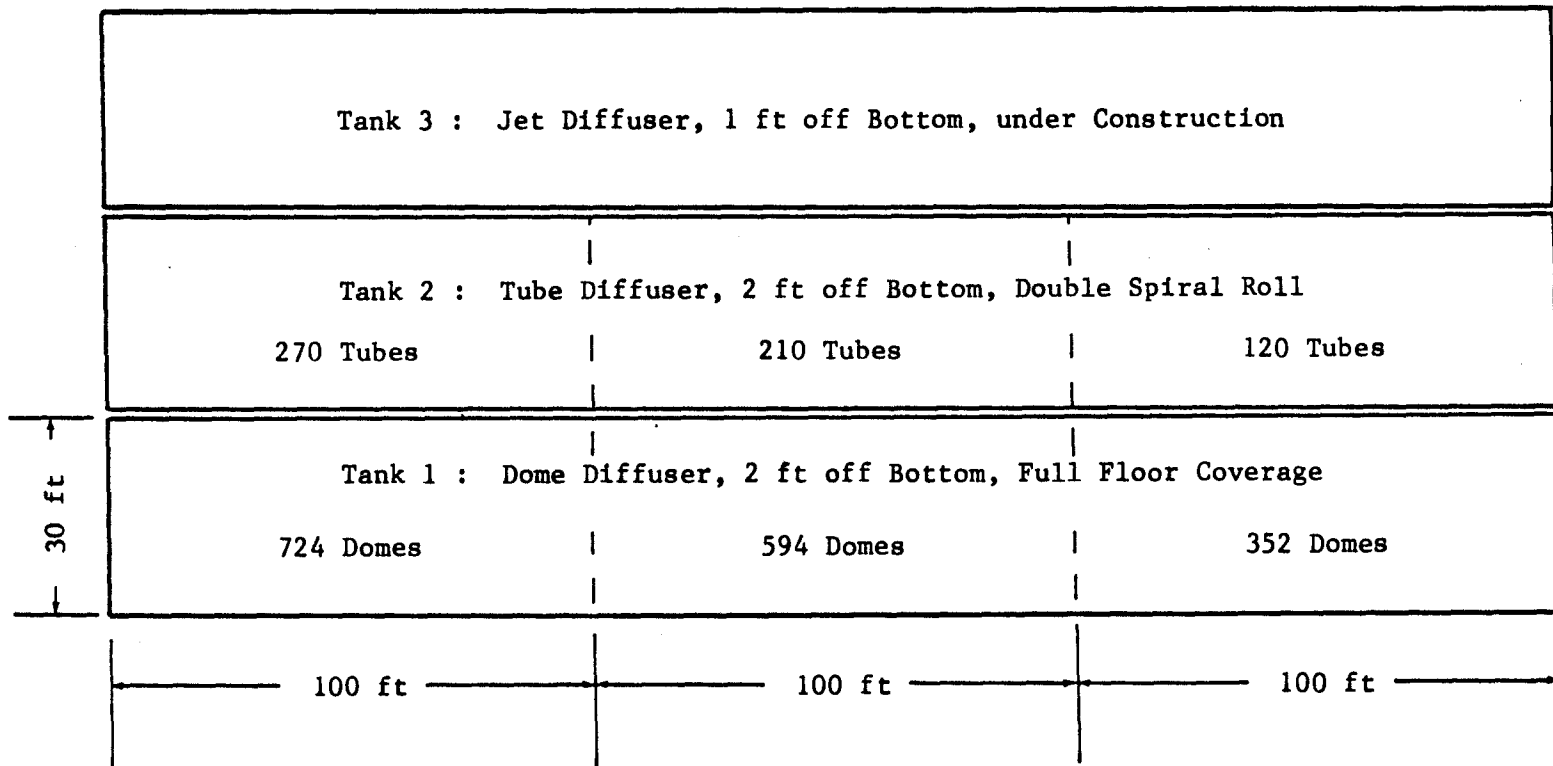 Tank 3 : Jet Diffuser, 1 ft off Bottom, under Construction
Tank 2 : Tube Diffuser, 2 ft off Bottom, Double Spiral Roll
270 Tubes 210 Tubes 120 Tubes
Tank 1 : Dome Diffuser, 2 ft off Bottom, Full Floor Coverage
724 Domes 594 Domes 352 Domes
30 ft
100 ft 100 ft 100 ft